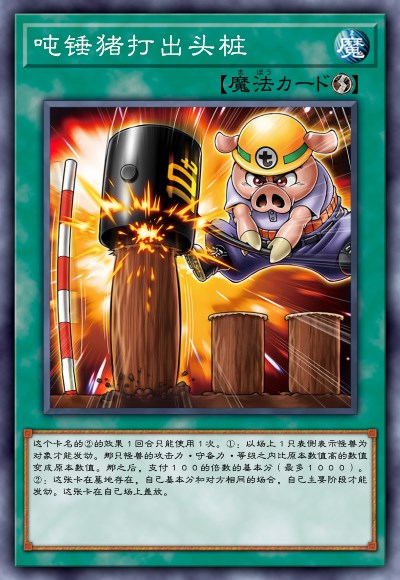 吨锤猪打出头桩
魔
【魔法カード】
まほう
10t
这个卡名的②的效果1回合只能使用1次。①：以场上1只表侧表示怪兽为
对象才能发动。那只怪兽的攻击力・守备力・等级之内比原本数值高的数值
变成原本数值。那之后，支付100的倍数的基本分（最多1000）。
②：这张卡在墓地存在，自己基本分和对方相同的场合，自己主要阶段才能
发动。这张卡在自己场上盖放。